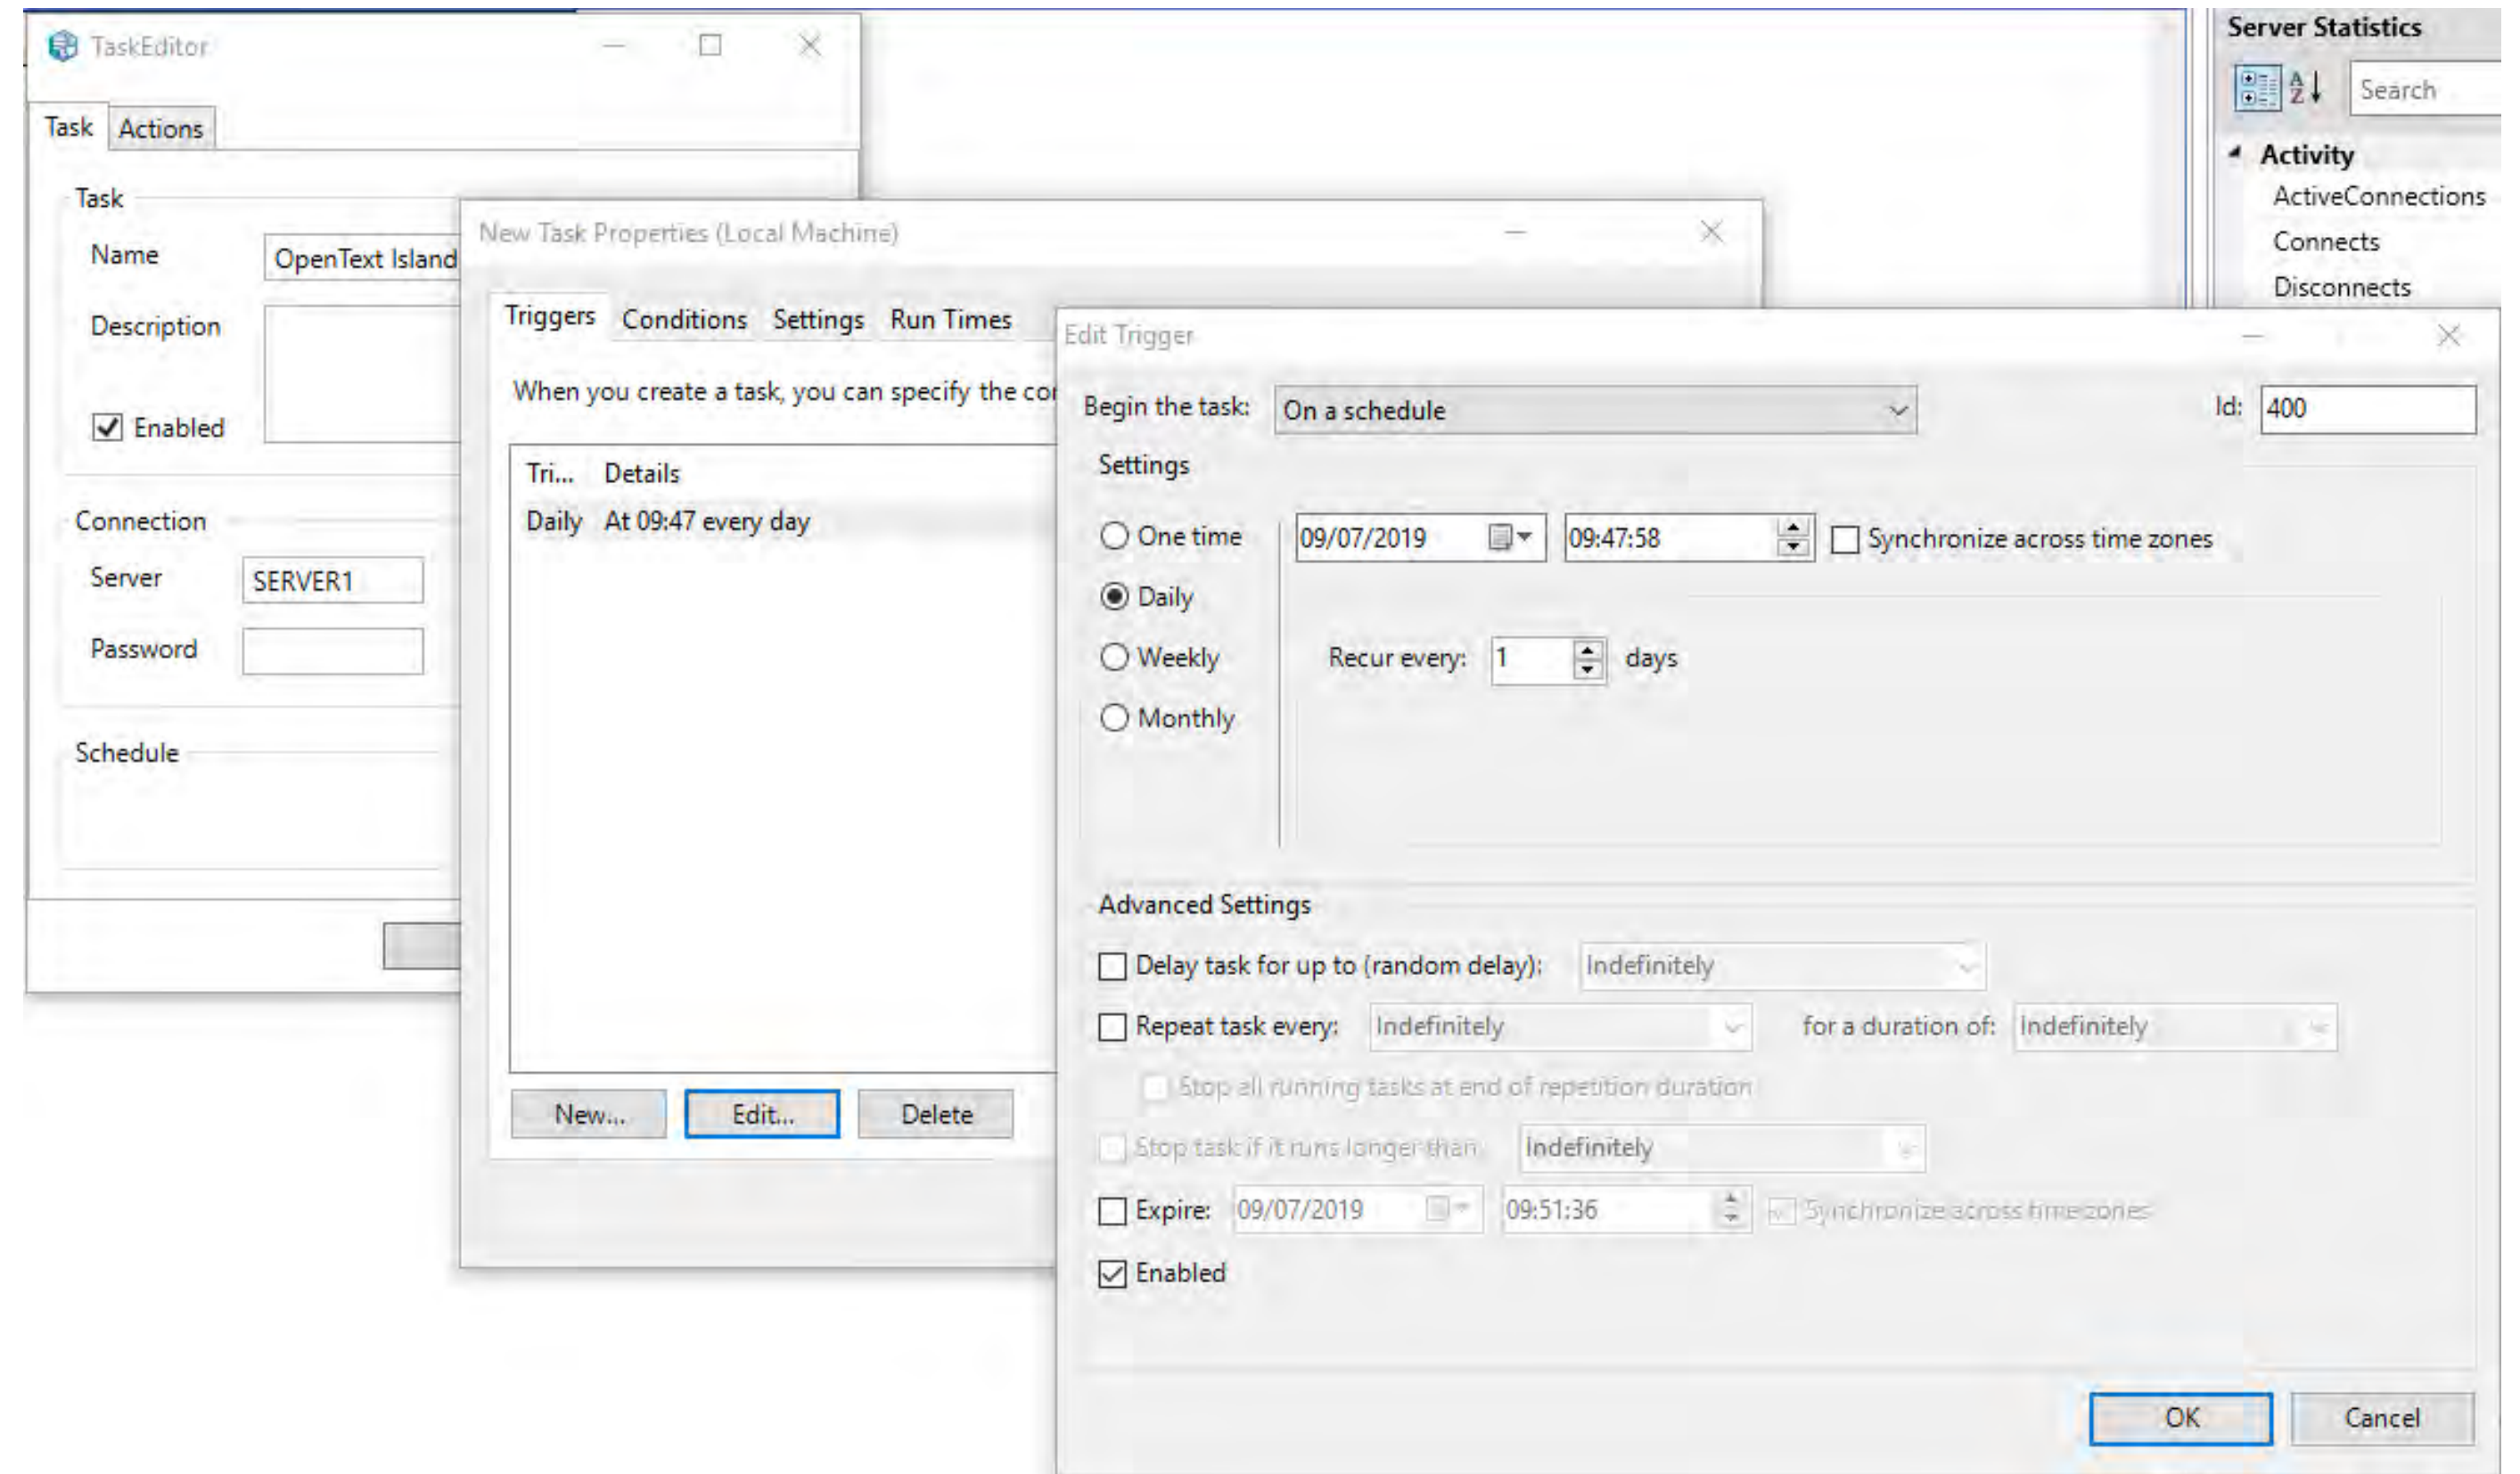 TaskEditor
Task Actions
Task
Name OpenText Island
Description
Enabled
Connection
Server SERVER1
Password
Schedule
New Task Properties (Local Machine)
Triggers Conditions Settings Run Times
When you create a task, you can specify the cor
Tri... Details
Daily At 09:47 every day
New... Edit... Delete
Server Statistics
Search
Activity
ActiveConnections
Connects
Disconnects
Edit Trigger
Begin the task: On a schedule Id: 400
Settings
One time 09/07/2019 09:47:58 Synchronize across time zones
Daily
Weekly Recur every: 1 days
Monthly
Advanced Settings
Delay task for up to (random delay): Indefinitely
Repeat task every: Indefinitely for a duration of: Indefinitely
Stop all running tasks at end of repetition duration
Stop task if it runs longer than: Indefinitely
Expire: 09/07/2019 09:51:36 Synchronize across time zones
Enabled
OK Cancel